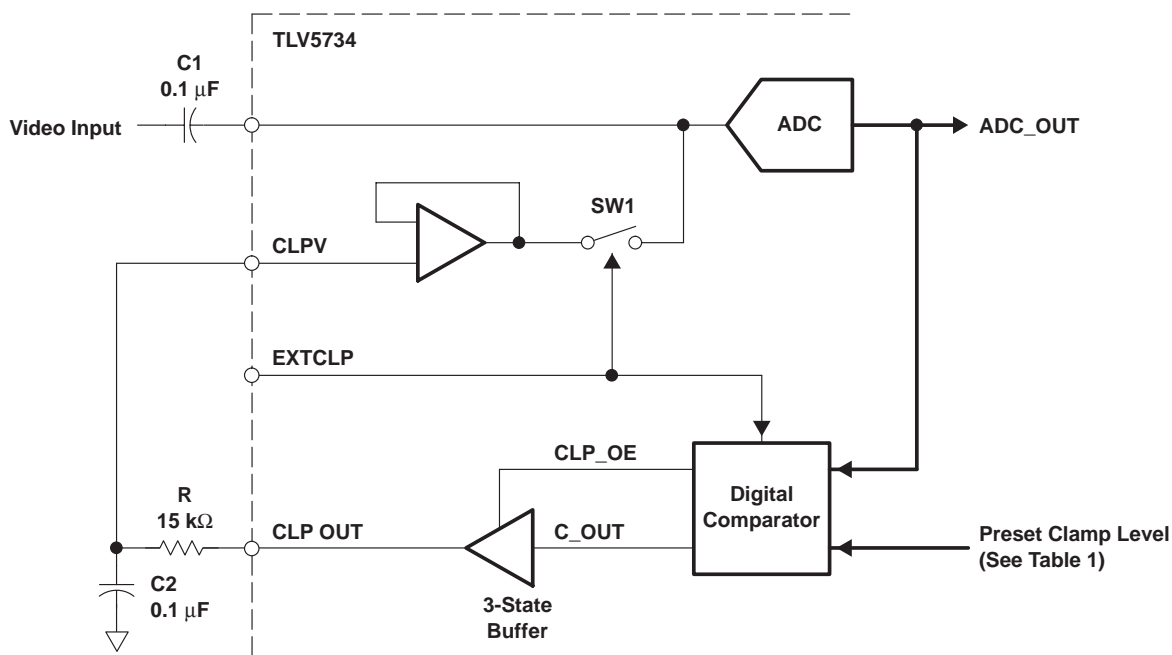 TLV5734
C1
0.1 μF
Video Input
ADC
ADC_OUT
SW1
CLPV
EXTCLP
CLP_OE
Digital
Comparator
R
15 kΩ
CLP OUT
C_OUT
Preset Clamp Level
(See Table 1)
C2
0.1 μF
3-State
Buffer